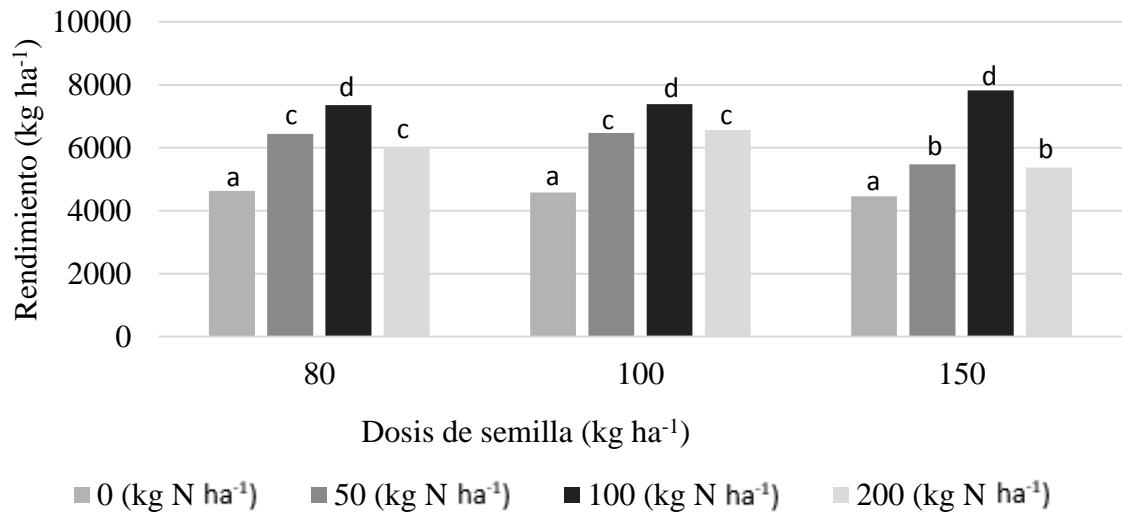 Rendimiento (kg ha-1)
10000
8000
6000
4000
2000
0
a
c
d
c
a
c
d
c
a
b
d
b
80
100
150
Dosis de semilla (kg ha-1)
0 (kg N ha-1)
50 (kg N ha-1)
100 (kg N ha-1)
200 (kg N ha-1)